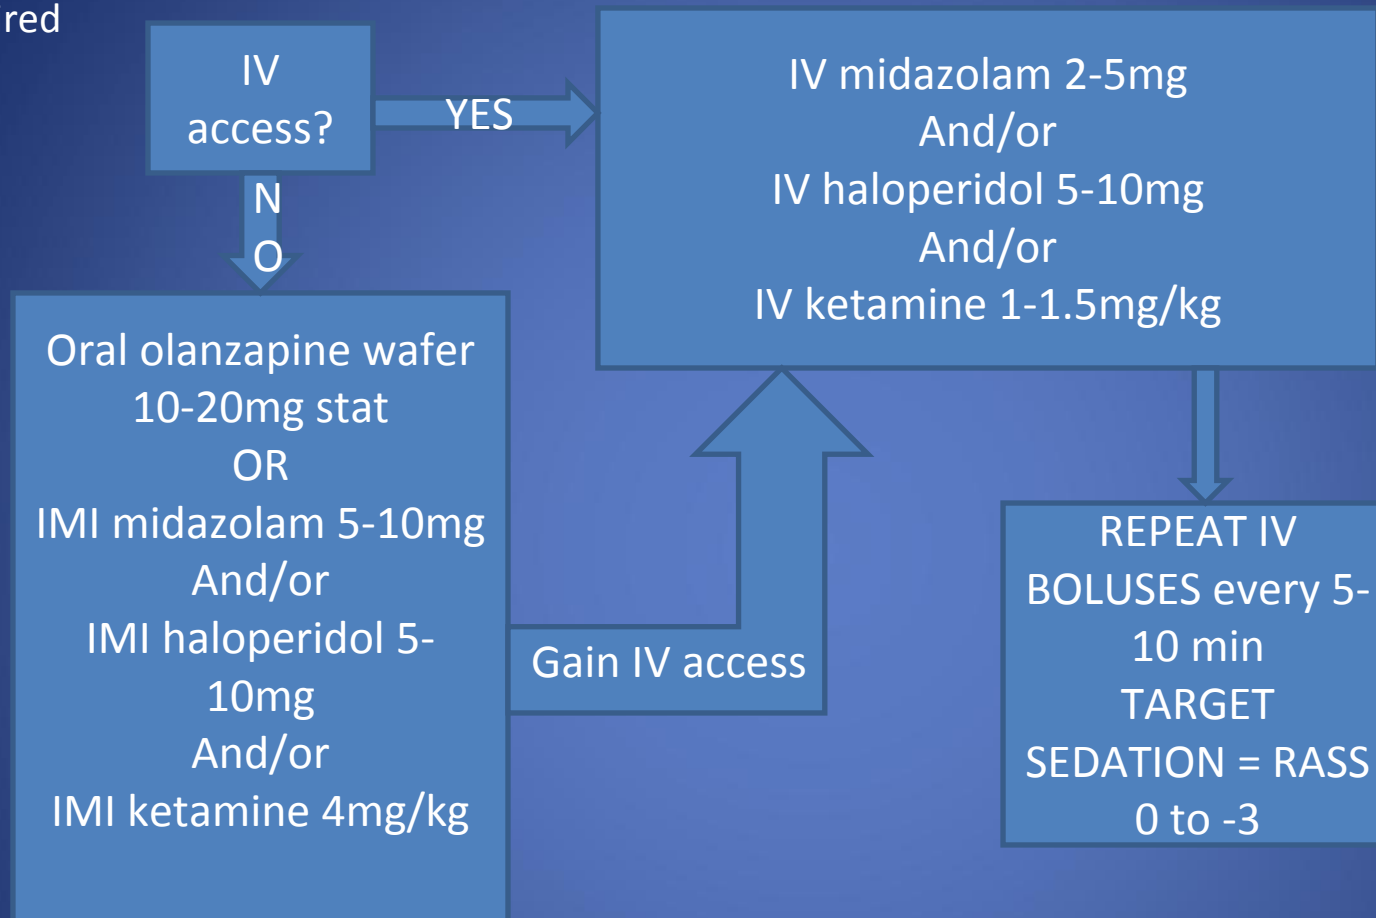 red
IV
access?
YES
N
O
IV midazolam 2-5mg
And/or
IV haloperidol 5-10mg
And/or
IV ketamine 1-1.5mg/kg
Oral olanzapine wafer
10-20mg stat
OR
IMI midazolam 5-10mg
And/or
IMI haloperidol 5-
10mg
And/or
IMI ketamine 4mg/kg
Gain IV access
REPEAT IV
BOLUSES every 5-
10 min
TARGET
SEDATION = RASS
0 to -3